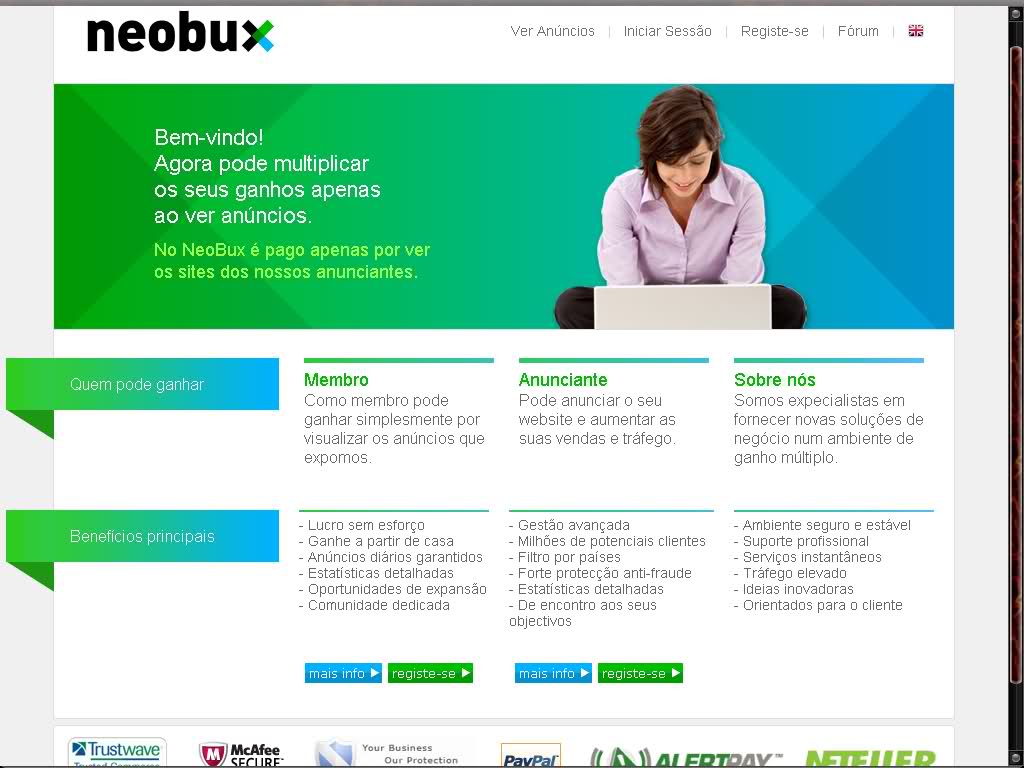 neobux
Ver Anúncios | Iniciar Sessão | Registe-se | Fórum |
Bem-vindo!
Agora pode multiplicar
os seus ganhos apenas
ao ver anúncios.
No NeoBux é pago apenas por ver
os sites dos nossos anunciantes.
Quem pode ganhar
Membro
Como membro pode
ganhar simplesmente por
visualizar os anúncios que
expomos.
Anunciante
Pode anunciar o seu
website e aumentar as
suas vendas e tráfego.
Sobre nós
Somos expecialistas em
fornecer novas soluções de
negócio num ambiente de
ganho múltiplo.
Benefícios principais
- Lucro sem esforço
- Ganhe a partir de casa
- Anúncios diários garantidos
- Estatísticas detalhadas
- Oportunidades de expansão
- Comunidade dedicada
- Gestão avançada
- Milhões de potenciais clientes
- Filtro por países
- Forte protecção anti-fraude
- Estatísticas detalhadas
- De encontro aos seus
objectivos
- Ambiente seguro e estável
- Suporte profissional
- Serviços instantâneos
- Tráfego elevado
- Ideias inovadoras
- Orientados para o cliente
mais info registe-se
mais info registe-se
Trustwave
Trusted Commerce
McAfee
SECURE
Your Business
Our Protection
PayPal
ALERTPAY
NETELLER